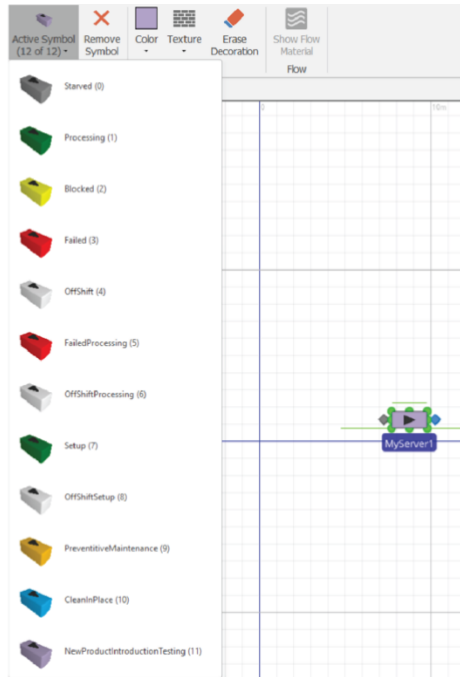 Active Symbol
(12 of 12)
Remove
Symbol
Color
Texture
Erase
Decoration
Show Flow
Material
Flow
Starved (0)
0
10m
Processing (1)
Blocked (2)
Failed (3)
OffShift (4)
FailedProcessing (5)
OffShiftProcessing (6)
Setup (7)
MyServer1
OffShiftSetup (8)
PreventitiveMaintenance (9)
CleanInPlace (10)
NewProductIntroductionTesting (11)